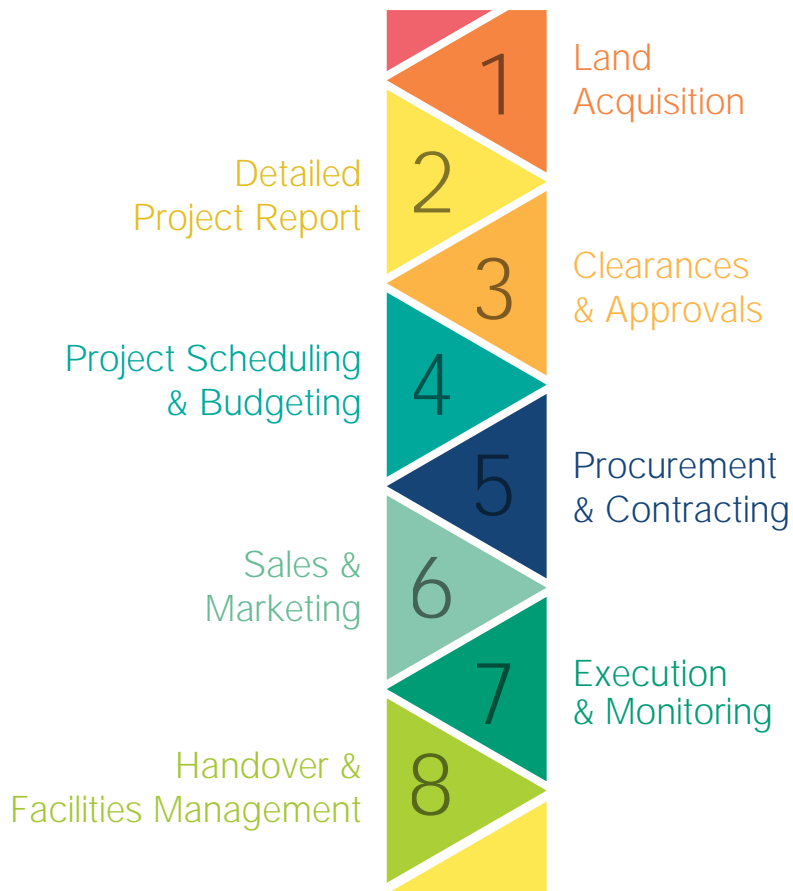 1
Land
Acquisition
2
Detailed
Project Report
3
Clearances
& Approvals
4
Project Scheduling
& Budgeting
5
Procurement
& Contracting
6
Sales &
Marketing
7
Execution
& Monitoring
8
Handover &
Facilities Management